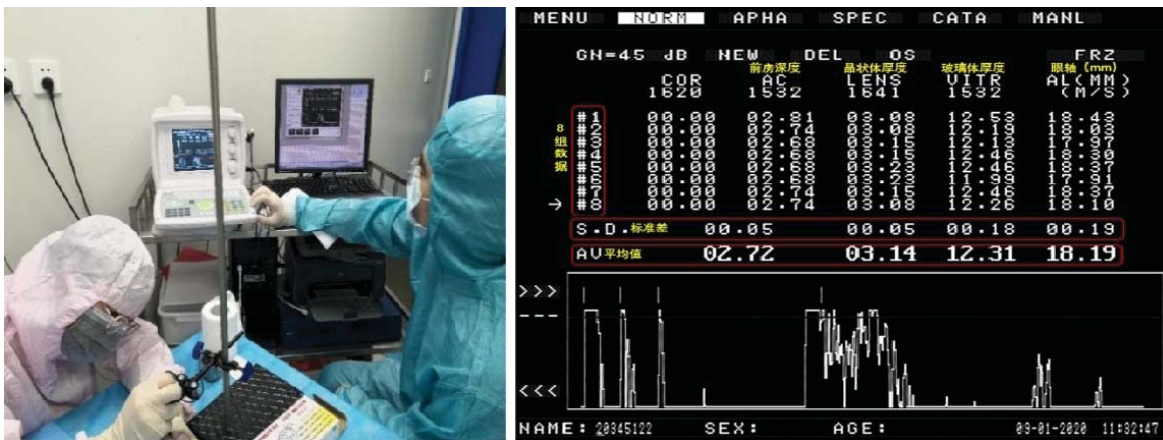 MENU NORM APHA SPEC CATA MANL
GN=45 dB NEW DEL OS FRZ
前房深度 晶状体厚度 玻璃体厚度 眼轴(mm)
COR AC LENS VITR AL(MM)
1620 1532 1641 1532 (M/S)
8组数据
#1 00.00 02.81 03.08 12.53 18.43
#2 00.00 02.74 03.08 12.19 18.03
#3 00.00 02.68 03.15 12.13 17.97
#4 00.00 02.68 03.15 12.46 18.30
#5 00.00 02.68 03.23 12.46 18.37
#6 00.00 02.68 03.23 11.99 17.91
#7 00.00 02.74 03.15 12.46 18.37
→ #8 00.00 02.74 03.08 12.26 18.10
S.D.标准差 00.05 00.05 00.18 00.19
AV平均值 02.72 03.14 12.31 18.19
>>>
---
<<<
NAME: 20345122 SEX: AGE: 09-01-2020 11:32:47